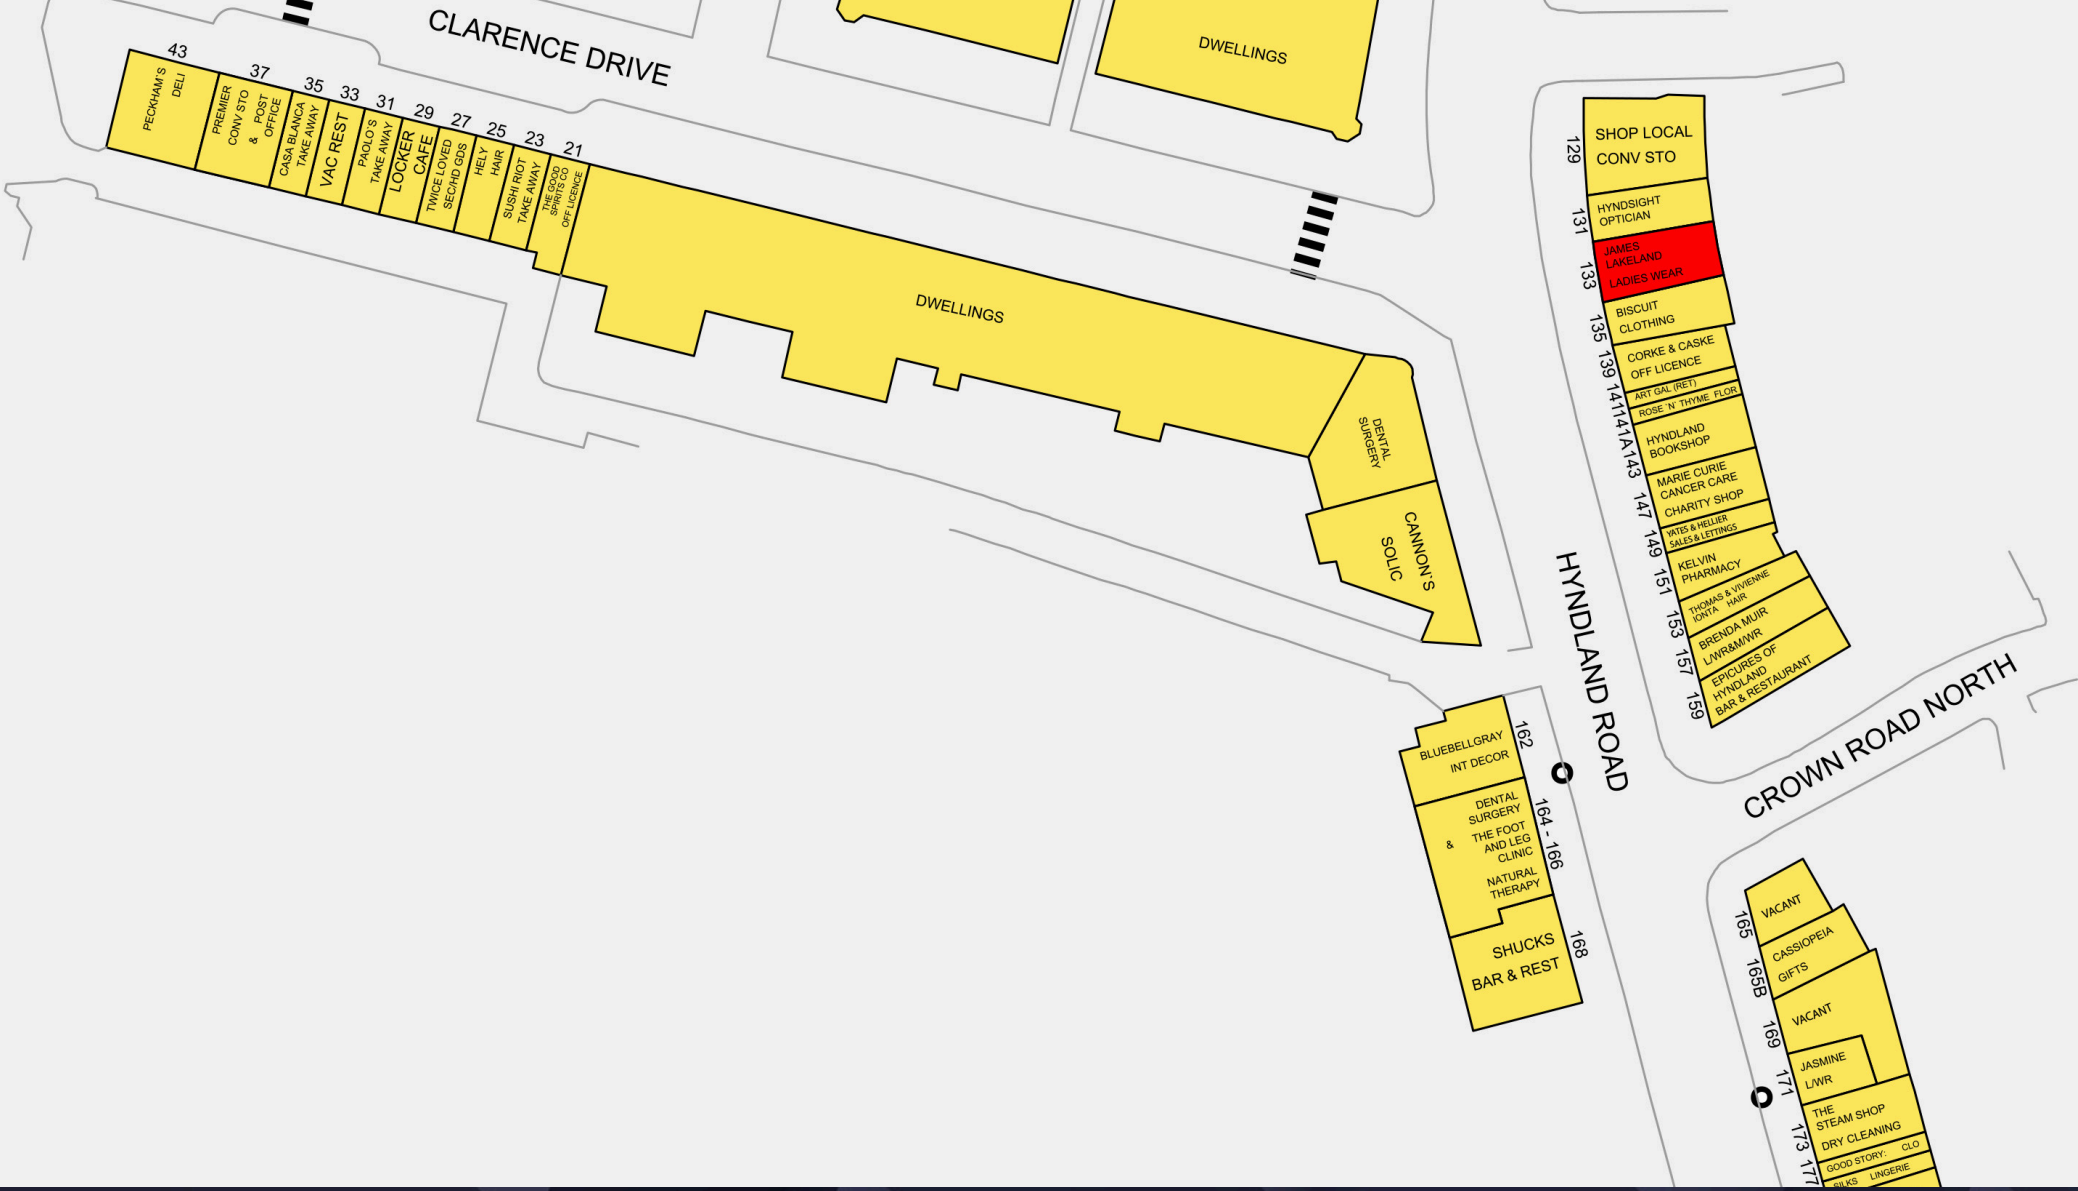 CLARENCE DRIVE
DWELLINGS
43
PECKHAM'S
DELI
37
PREMIER
CONV STO
& POST
OFFICE
35
CASA BLANCA
TAKE AWAY
33
VAC REST
31
PAOLO'S
TAKE AWAY
29
LOCKER
CAFE
27
TWICE LOVED
SEC/HD GDS
25
HELY
HAIR
23
SUSHI RIOT
TAKE AWAY
21
THE GOOD
SPIRITS CO
OFF LICENCE
DWELLINGS
DENTAL
SURGERY
CANNON'S
SOLIC
HYNDLAND ROAD
129
SHOP LOCAL
CONV STO
131
HYNDSIGHT
OPTICIAN
133
JAMES
LAKELAND
LADIES WEAR
135
BISCUIT
CLOTHING
139
CORKE & CASKE
OFF LICENCE
141
ART GAL (RET)
141A
ROSE 'N' THYME FLOR
143
HYNDLAND
BOOKSHOP
147
MARIE CURIE
CANCER CARE
CHARITY SHOP
149
YATES & HELLIER
SALES & LETTINGS
151
KELVIN
PHARMACY
153
THOMAS & VIVIENNE
IONTA HAIR
157
BRENDA MUIR
L/WR&M/WR
159
EPICURES OF
HYNDLAND
BAR & RESTAURANT
CROWN ROAD NORTH
162
BLUEBELLGRAY
INT DECOR
164 - 166
DENTAL
SURGERY
& THE FOOT
AND LEG
CLINIC
NATURAL
THERAPY
168
SHUCKS
BAR & REST
165
VACANT
165B
CASSIOPEIA
GIFTS
169
VACANT
171
JASMINE
L/WR
173
THE
STEAM SHOP
DRY CLEANING
177
GOOD STORY: CLO
SILKS LINGERIE